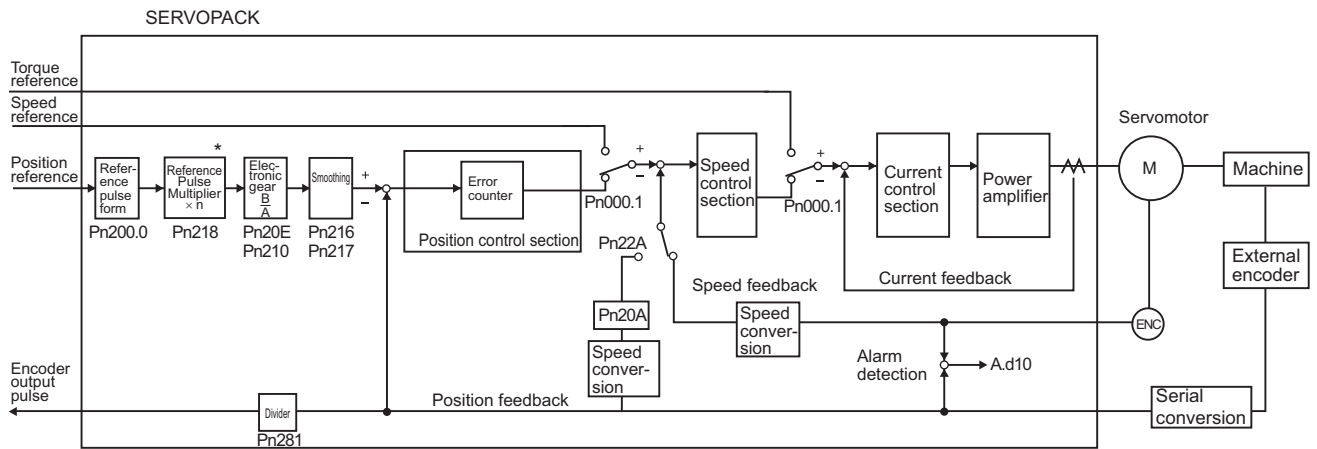 SERVOPACK
Torque
reference
Speed
reference
Position
reference
Refer-
ence
pulse
form
Pn200.0
*
Reference
Pulse
Multiplier
× n
Pn218
Elec-
tronic
gear
B
A
Pn20E
Pn210
Smoothing
Pn216
Pn217
+
−
Error
counter
Position control section
Pn000.1
+
−
Speed
control
section
Pn000.1
+
−
Current
control
section
Power
amplifier
Current feedback
Servomotor
M
Machine
External
encoder
ENC
Serial
conversion
Pn22A
Pn20A
Speed
conver-
sion
Speed feedback
Speed
conver-
sion
Alarm
detection
A.d10
Position feedback
Encoder
output
pulse
Divider
Pn281